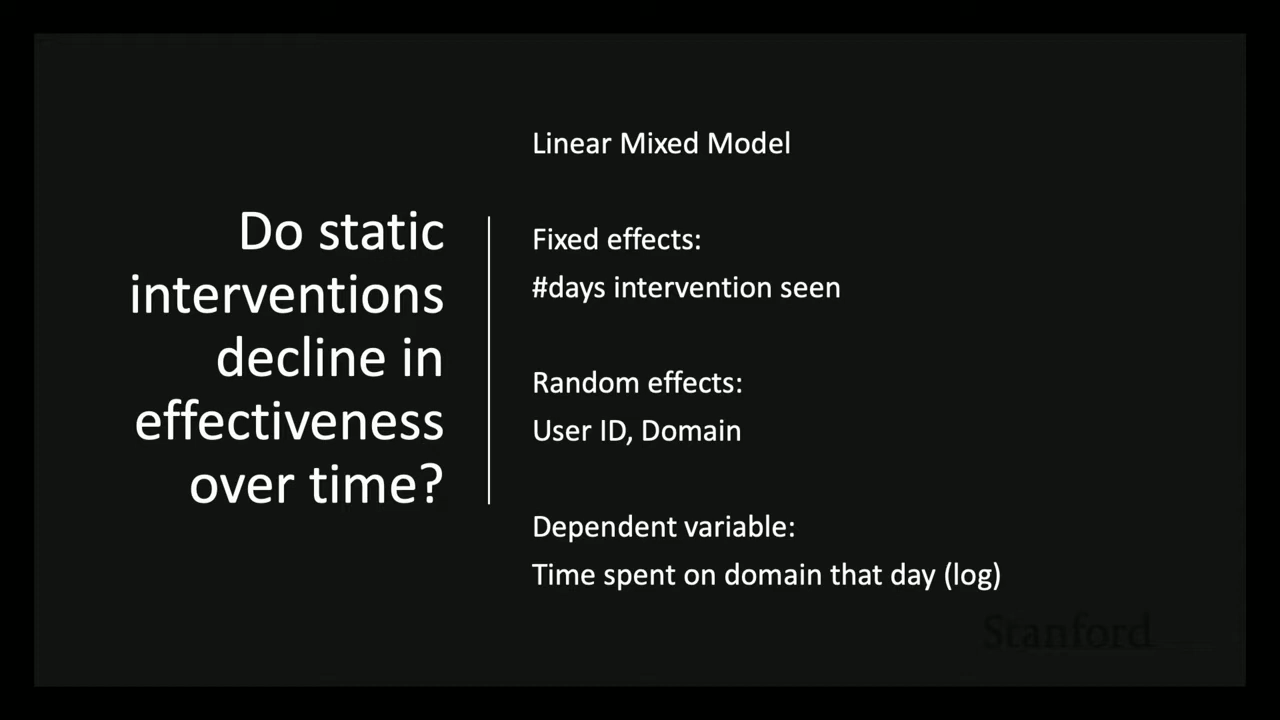 Do static
interventions
decline in
effectiveness
over time?
Linear Mixed Model
Fixed effects:
#days intervention seen
Random effects:
User ID, Domain
Dependent variable:
Time spent on domain that day (log)
Stanford